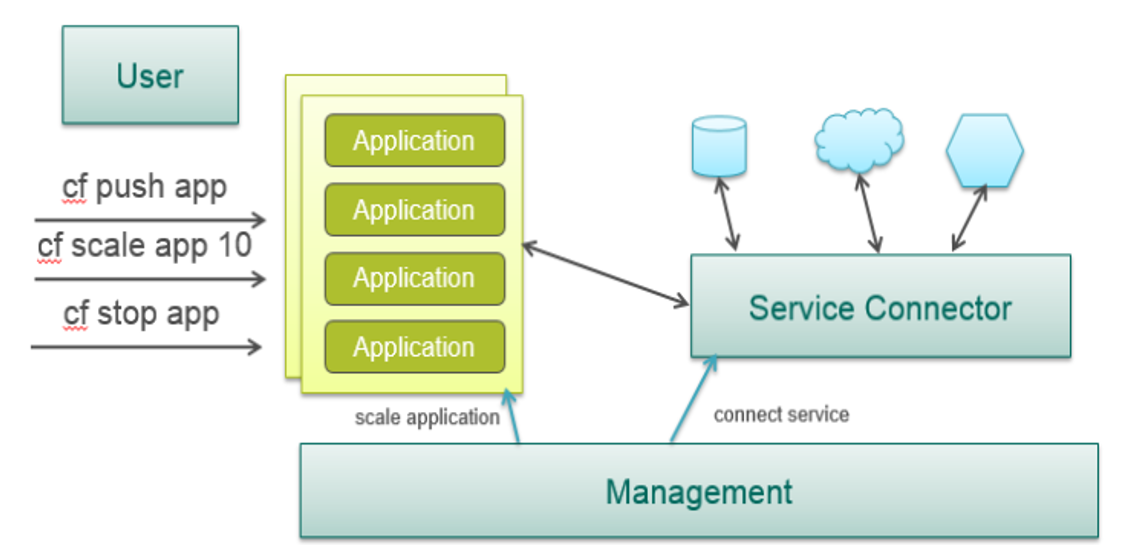 User
cf push app
cf scale app 10
cf stop app
Application
Application
Application
Application
Service Connector
scale application
connect service
Management